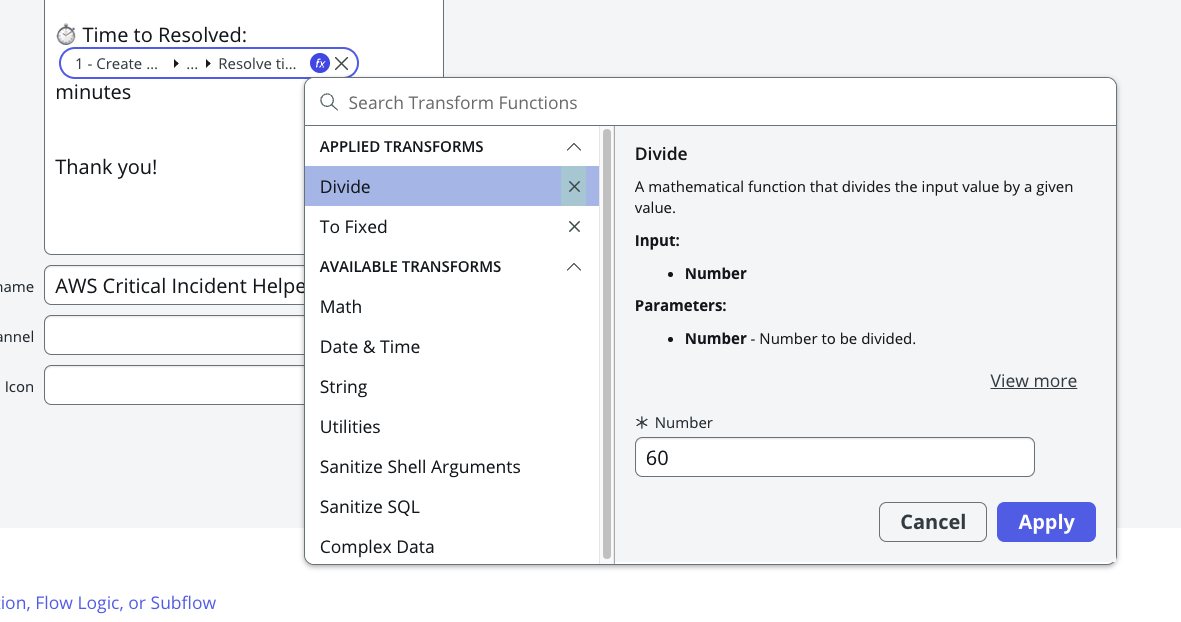 ⏱ Time to Resolved:
1 - Create ... ▸ ... ▸ Resolve ti... fx
minutes
Thank you!
name
AWS Critical Incident Helpe
annel
Icon
Search Transform Functions
APPLIED TRANSFORMS
Divide
To Fixed
AVAILABLE TRANSFORMS
Math
Date & Time
String
Utilities
Sanitize Shell Arguments
Sanitize SQL
Complex Data
Divide
A mathematical function that divides the input value by a given
value.
Input:
• Number
Parameters:
• Number - Number to be divided.
View more
* Number
60
Cancel
Apply
ion, Flow Logic, or Subflow